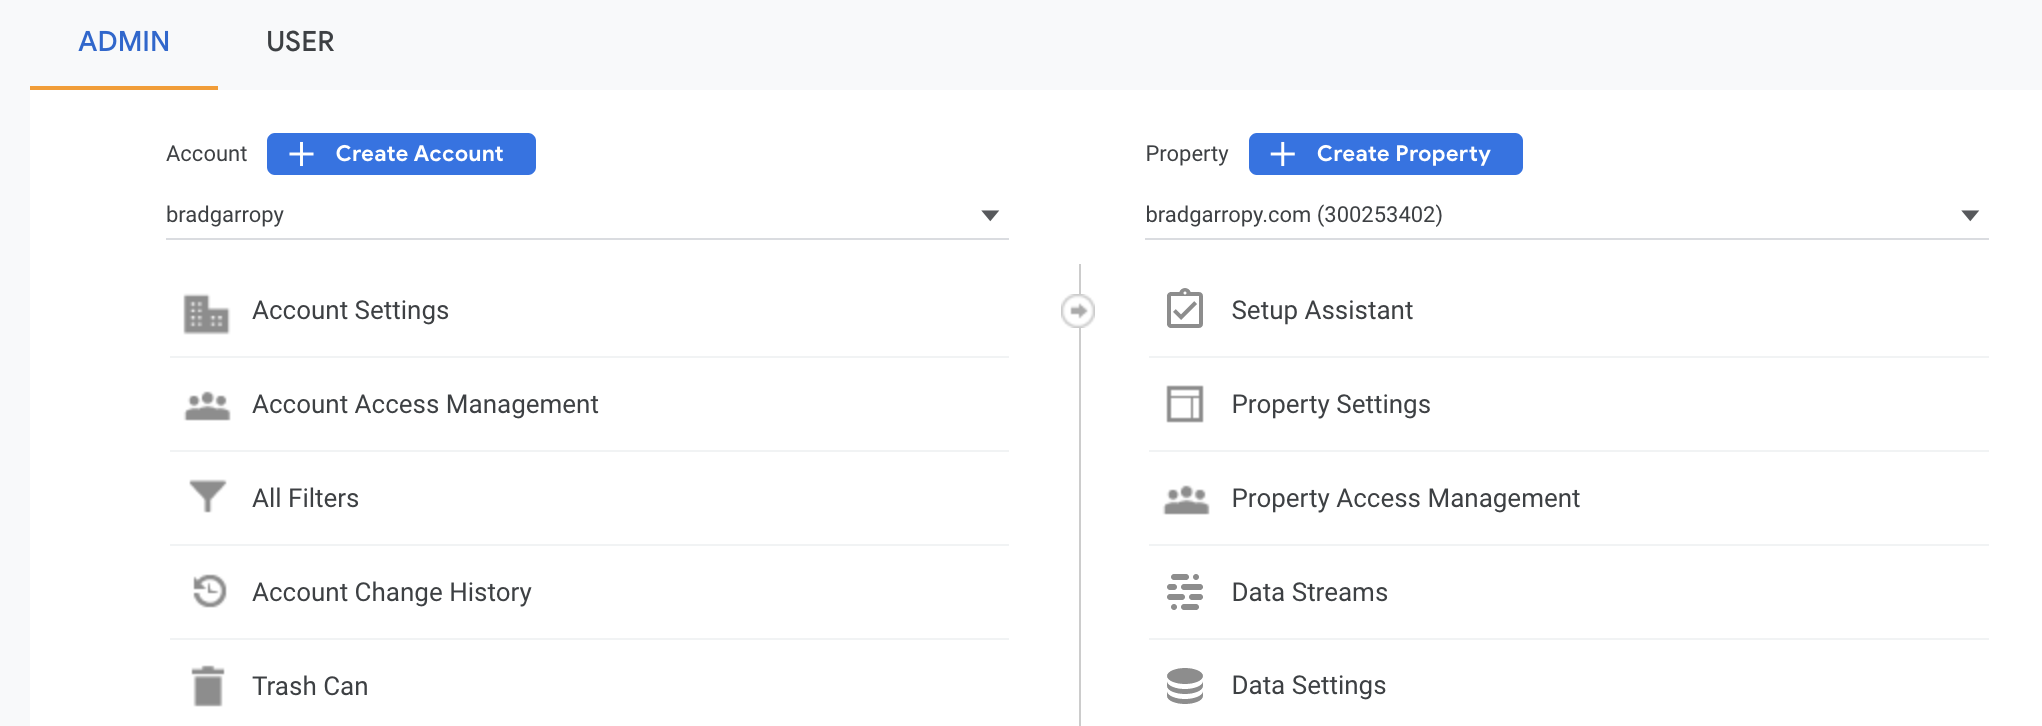 ADMIN USER
Account + Create Account
bradgarropy
Account Settings
Account Access Management
All Filters
Account Change History
Trash Can
Property + Create Property
bradgarropy.com (300253402)
Setup Assistant
Property Settings
Property Access Management
Data Streams
Data Settings